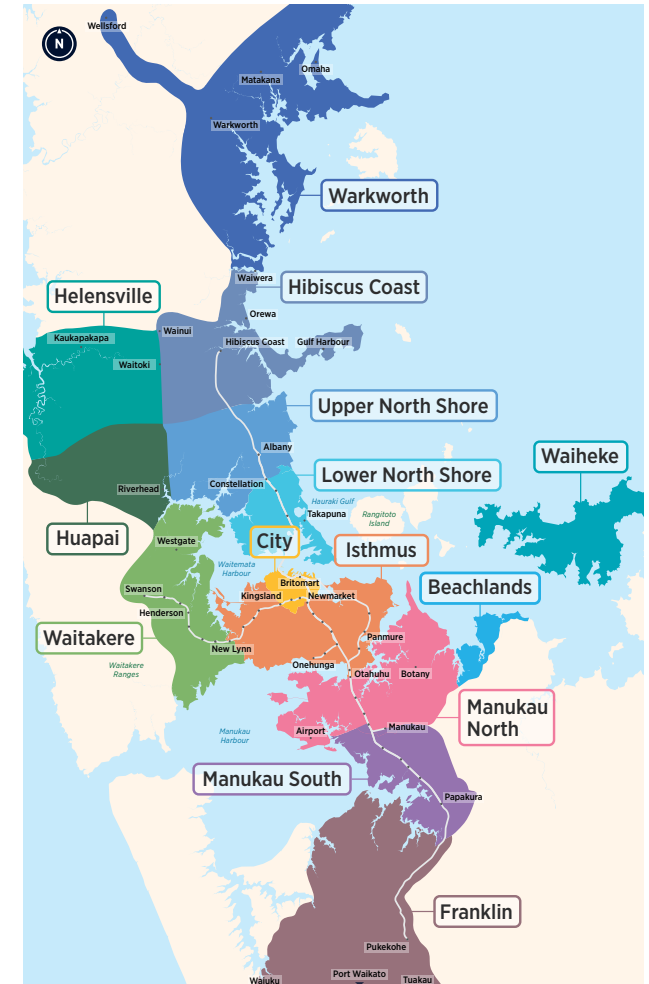 Wellsford
N
Omaha
Matakana
Warkworth
Warkworth
Waiwera
Hibiscus Coast
Helensville
Orewa
Wainui
Kaukapakapa
Hibiscus Coast
Gulf Harbour
Waitoki
Upper North Shore
Albany
Waiheke
Lower North Shore
Constellation
Riverhead
Hauraki Gulf
Takapuna
Rangitoto
Island
Huapai
Westgate
City
Isthmus
Waitemata
Harbour
Britomart
Beachlands
Swanson
Kingsland
Newmarket
Henderson
Waitakere
Panmure
New Lynn
Waitakere
Ranges
Onehunga
Otahuhu
Botany
Manukau
North
Manukau
Harbour
Airport
Manukau
Manukau South
Papakura
Franklin
Pukekohe
Port Waikato
Waiuku
Tuakau